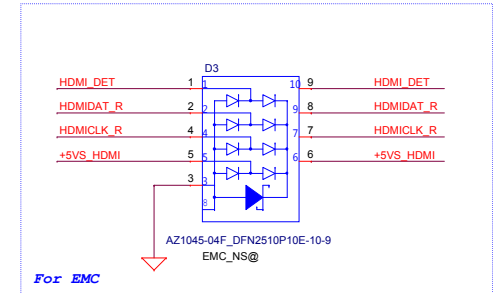 D3
HDMI_DET 1 1 10 9 HDMI_DET
HDMIDAT_R 2 2 9 8 HDMIDAT_R
HDMICLK_R 4 4 7 7 HDMICLK_R
+5VS_HDMI 5 5 6 6 +5VS_HDMI
3 3
8
AZ1045-04F_DFN2510P10E-10-9
EMC_NS@
For EMC